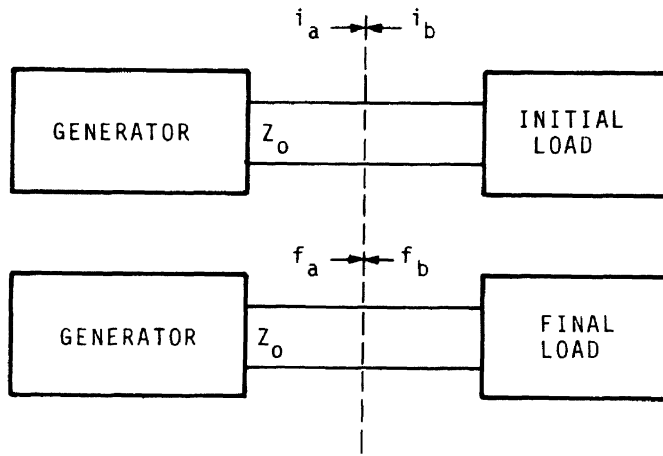 i_a i_b
GENERATOR
Z_o
INITIAL
LOAD
f_a f_b
GENERATOR
Z_o
FINAL
LOAD